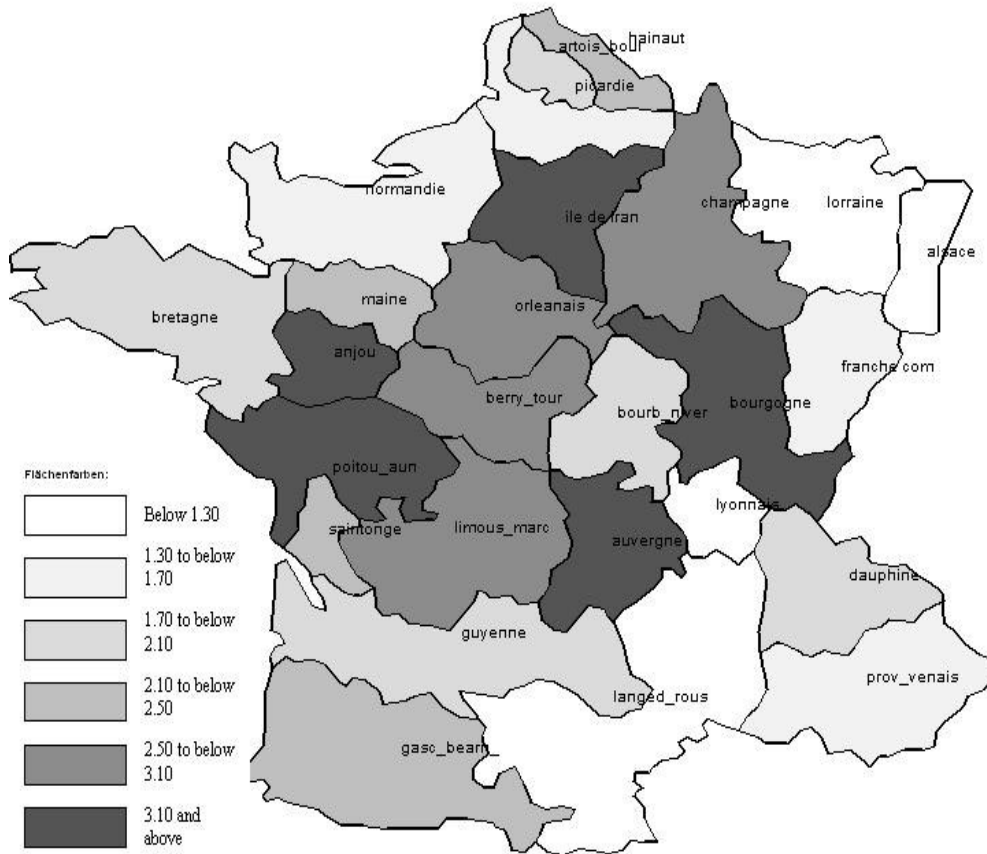 hainaut
artois_bour
picardie
normandie
champagne
lorraine
ile de fran
alsace
maine
orleanais
bretagne
anjou
franche com
berry_tour
bourgogne
bourb_niver
poitou_aun
Flächenfarben:
lyonnais
Below 1.30
saintonge
limous_marc
auvergne
1.30 to below
1.70
dauphine
1.70 to below
2.10
guyenne
prov_venais
2.10 to below
2.50
langed_rous
gasc_bearn_
2.50 to below
3.10
3.10 and
above